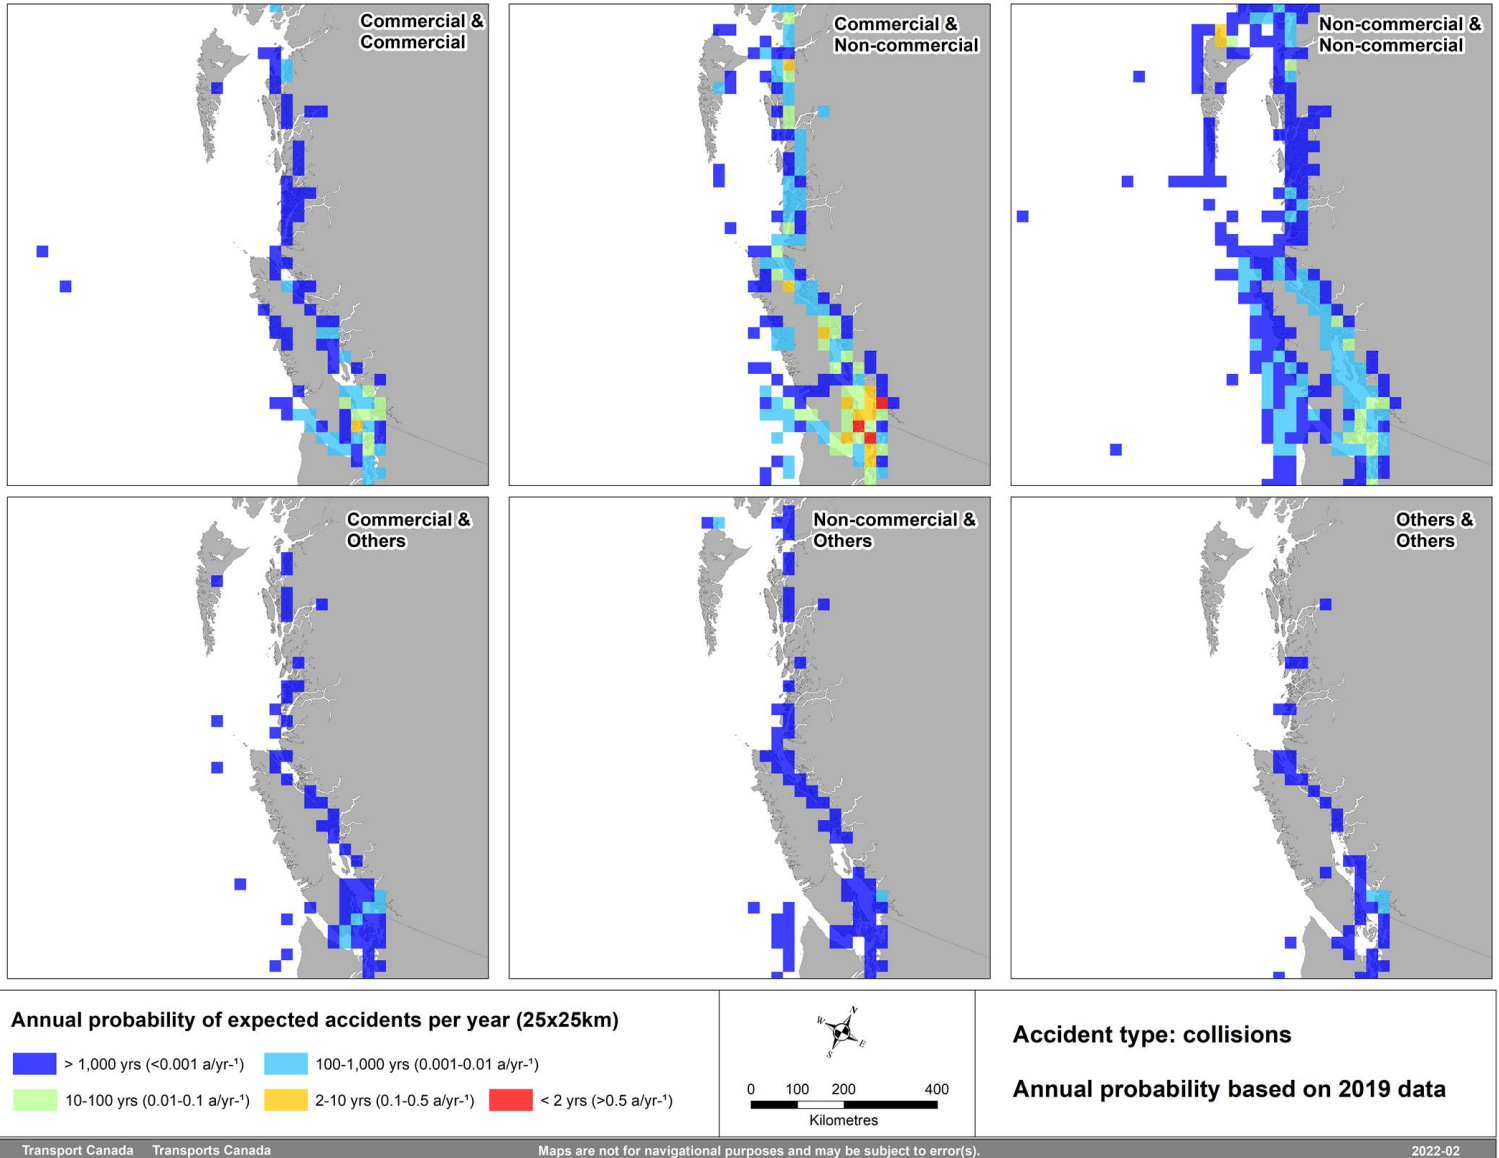 Commercial &
Commercial
Commercial &
Non-commercial
Non-commercial &
Non-commercial
Commercial &
Others
Non-commercial &
Others
Others &
Others
Annual probability of expected accidents per year (25x25km)
> 1,000 yrs (<0.001 a/yr-¹)
100-1,000 yrs (0.001-0.01 a/yr-¹)
10-100 yrs (0.01-0.1 a/yr-¹)
2-10 yrs (0.1-0.5 a/yr-¹)
< 2 yrs (>0.5 a/yr-¹)
N
W
E
S
0 100 200 400
Kilometres
Accident type: collisions
Annual probability based on 2019 data
Transport Canada Transports Canada
Maps are not for navigational purposes and may be subject to error(s).
2022-02